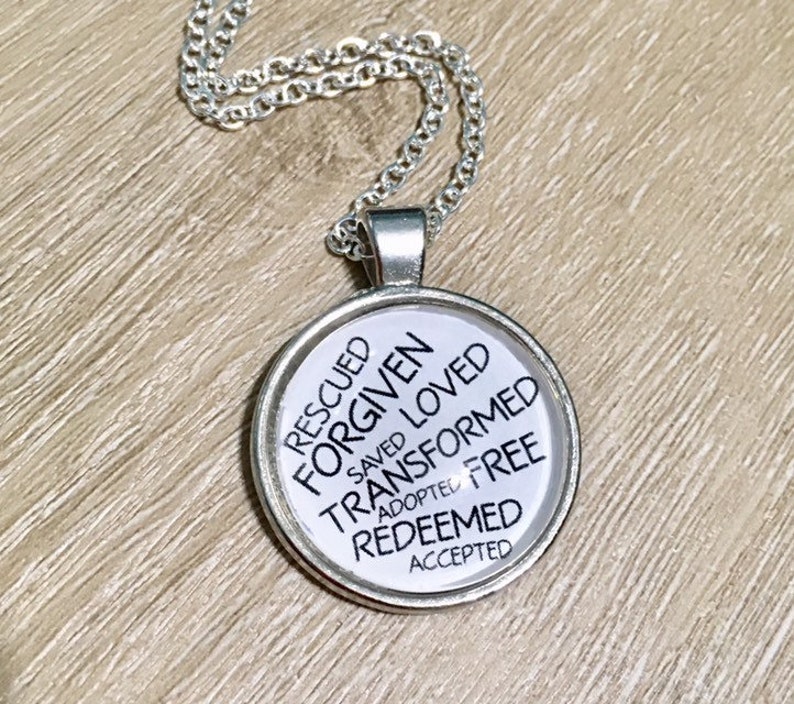 RESCUED
FORGIVEN
SAVED LOVED
TRANSFORMED
ADOPTED FREE
REDEEMED
ACCEPTED